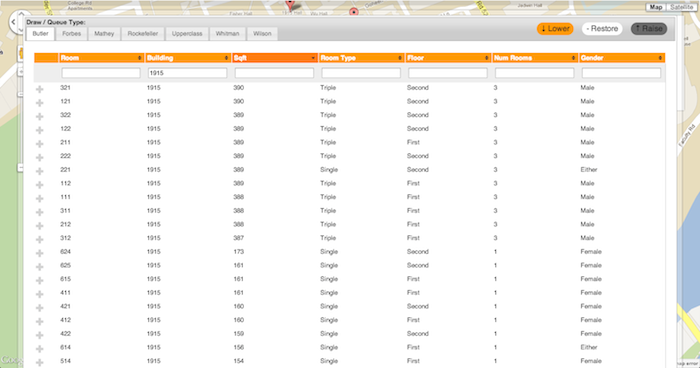 College Rd
Apartments
Jadwin Hall
Map Satellite
Draw / Queue Type:
Butler Forbes Mathey Rockefeller Upperclass Whitman Wilson
↓ Lower - Restore ↑ Raise
Room Building Sqft Room Type Floor Num Rooms Gender
1915
321 1915 390 Triple Second 3 Male
121 1915 390 Triple Second 3 Male
322 1915 389 Triple Second 3 Male
122 1915 389 Triple Second 3 Male
211 1915 389 Triple First 3 Male
222 1915 389 Triple Second 3 Male
221 1915 389 Single Second 3 Either
112 1915 389 Triple First 3 Male
111 1915 388 Triple First 3 Male
311 1915 388 Triple First 3 Male
212 1915 388 Triple First 3 Male
312 1915 387 Triple First 3 Male
624 1915 173 Single Second 1 Female
625 1915 161 Single Second 1 Female
615 1915 161 Single First 1 Female
411 1915 161 Single First 1 Female
421 1915 160 Single Second 1 Female
412 1915 160 Single First 1 Female
422 1915 159 Single Second 1 Female
614 1915 156 Single First 1 Either
514 1915 154 Single First 1 Female
Faculty Rd